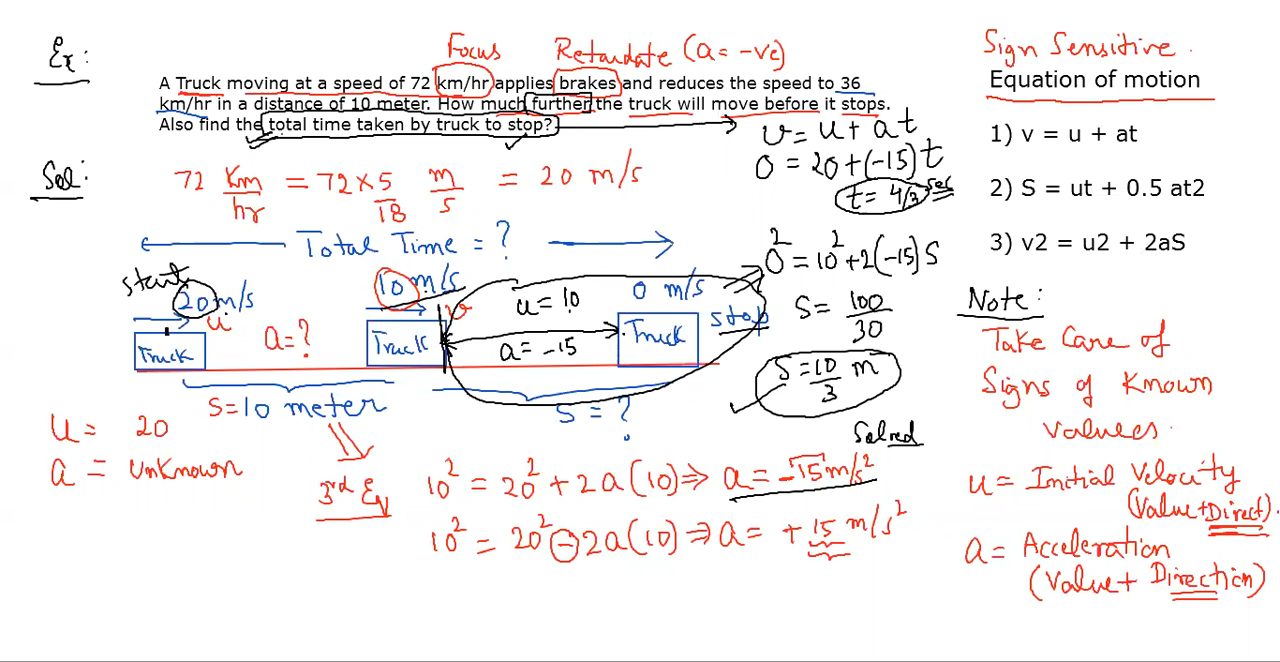 Ex:
Focus Retardate (a = -ve)
A Truck moving at a speed of 72 km/hr applies brakes and reduces the speed to 36
km/hr in a distance of 10 meter. How much further the truck will move before it stops.
Also find the total time taken by truck to stop?
Sign Sensitive
Equation of motion
1) v = u + at
2) S = ut + 0.5 at2
3) v2 = u2 + 2aS
v = u + at
0 = 20 + (-15) t
t = 4/3 sec
Sol:
72 Km/hr = 72 × 5/18 m/s = 20 m/s
Total Time = ?
start
20 m/s
u
10 m/s
v
0 m/s
u = 10
a = ?
a = -15
Truck
Truck
Truck
stop
S = 10 meter
S = ?
0² = 10² + 2(-15) S
S = 100/30
S = 10/3 m
Solved
u = 20
a = unknown
3rd Eq
10² = 20² + 2a(10) ⇒ a = -15 m/s²
10² = 20² - 2a(10) ⇒ a = + 15 m/s²
Note:
Take Care of
Signs of Known
values.
u = Initial Velocity
(Value + Direct).
a = Acceleration
(Value + Direction)